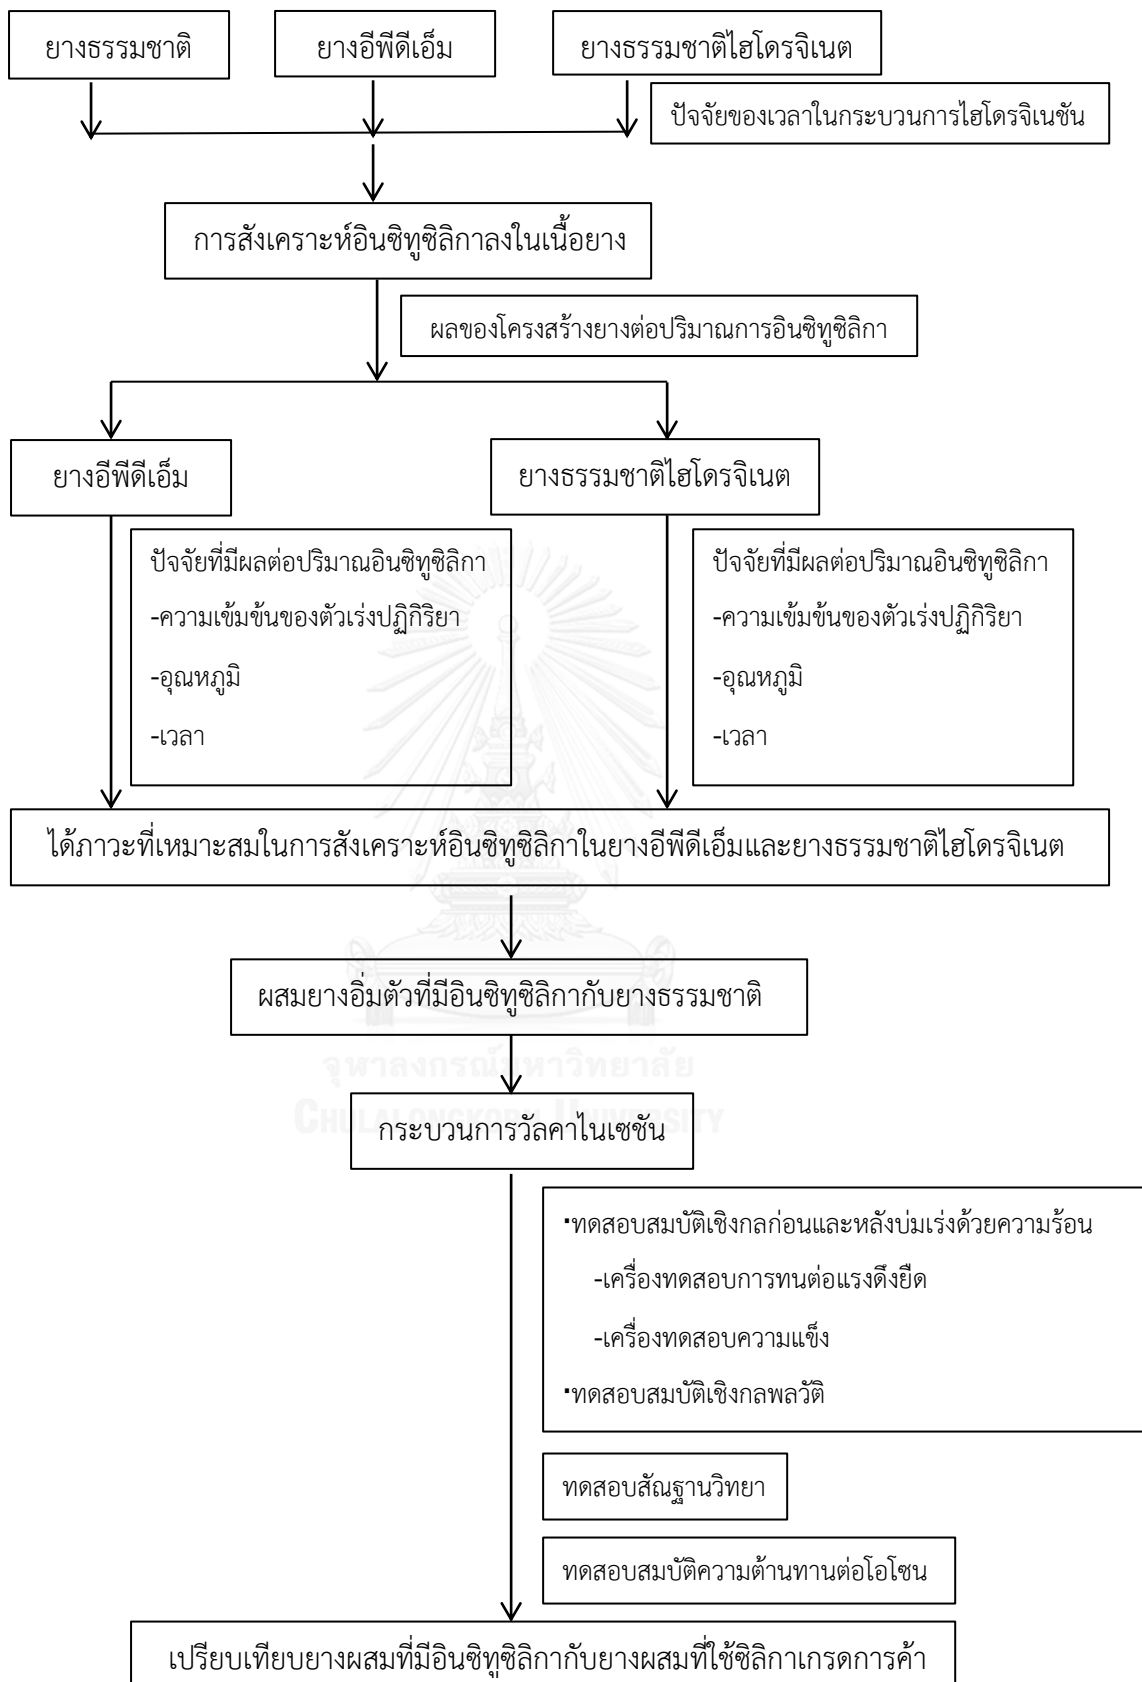 ยางธรรมชาติ
ยางอีพีดีเอ็ม
ยางธรรมชาติไฮโดรจิเนต
ปัจจัยของเวลาในกระบวนการไฮโดรจิเนชัน
การสังเคราะห์อินซิทูซิลิกาลงในเนื้อยาง
ผลของโครงสร้างยางต่อปริมาณการอินซิทูซิลิกา
ยางอีพีดีเอ็ม
ยางธรรมชาติไฮโดรจิเนต
ปัจจัยที่มีผลต่อปริมาณอินซิทูซิลิกา
-ความเข้มข้นของตัวเร่งปฏิกิริยา
-อุณหภูมิ
-เวลา
ปัจจัยที่มีผลต่อปริมาณอินซิทูซิลิกา
-ความเข้มข้นของตัวเร่งปฏิกิริยา
-อุณหภูมิ
-เวลา
ได้ภาวะที่เหมาะสมในการสังเคราะห์อินซิทูซิลิกาในยางอีพีดีเอ็มและยางธรรมชาติไฮโดรจิเนต
ผสมยางอิ่มตัวที่มีอินซิทูซิลิกากับยางธรรมชาติ
จุฬาลงกรณ์มหาวิทยาลัย
CHULALONGKORN UNIVERSITY
กระบวนการวัลคาไนเซชัน
▪ทดสอบสมบัติเชิงกลก่อนและหลังบ่มเร่งด้วยความร้อน
-เครื่องทดสอบการทนต่อแรงดึงยืด
-เครื่องทดสอบความแข็ง
▪ทดสอบสมบัติเชิงกลพลวัติ
ทดสอบสัณฐานวิทยา
ทดสอบสมบัติความต้านทานต่อโอโซน
เปรียบเทียบยางผสมที่มีอินซิทูซิลิกากับยางผสมที่ใช้ซิลิกาเกรดการค้า